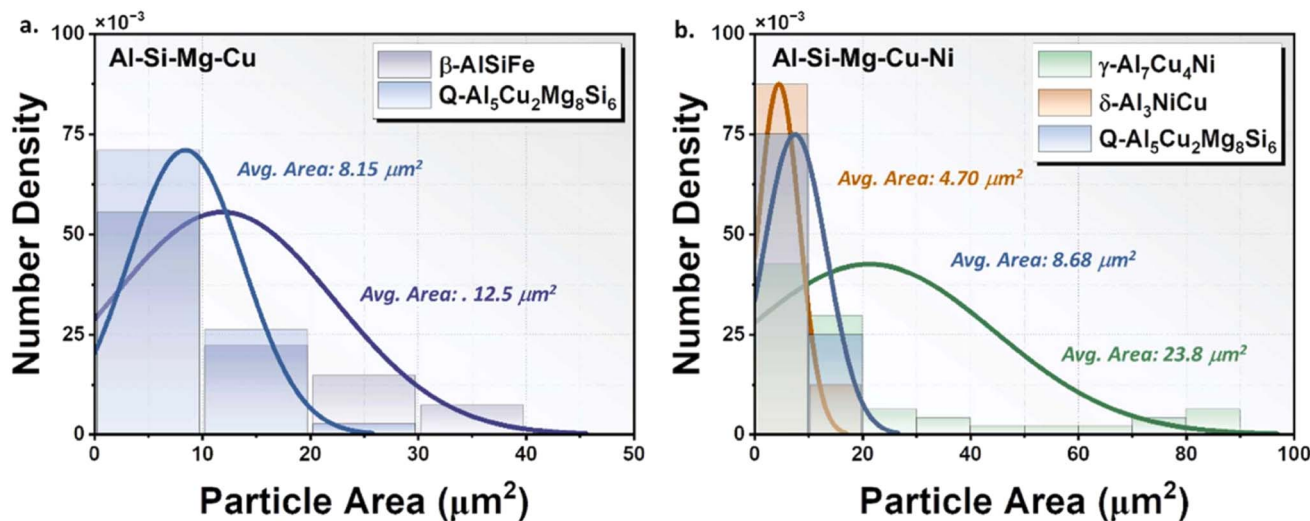 a.
×10⁻³
100
75
50
25
0
Number Density
Al-Si-Mg-Cu
β-AlSiFe
Q-Al₅Cu₂Mg₈Si₆
Avg. Area: 8.15 μm²
Avg. Area: . 12.5 μm²
0 10 20 30 40 50
Particle Area (μm²)
b.
×10⁻³
100
75
50
25
0
Number Density
Al-Si-Mg-Cu-Ni
γ-Al₇Cu₄Ni
δ-Al₃NiCu
Q-Al₅Cu₂Mg₈Si₆
Avg. Area: 4.70 μm²
Avg. Area: 8.68 μm²
Avg. Area: 23.8 μm²
0 20 40 60 80 100
Particle Area (μm²)